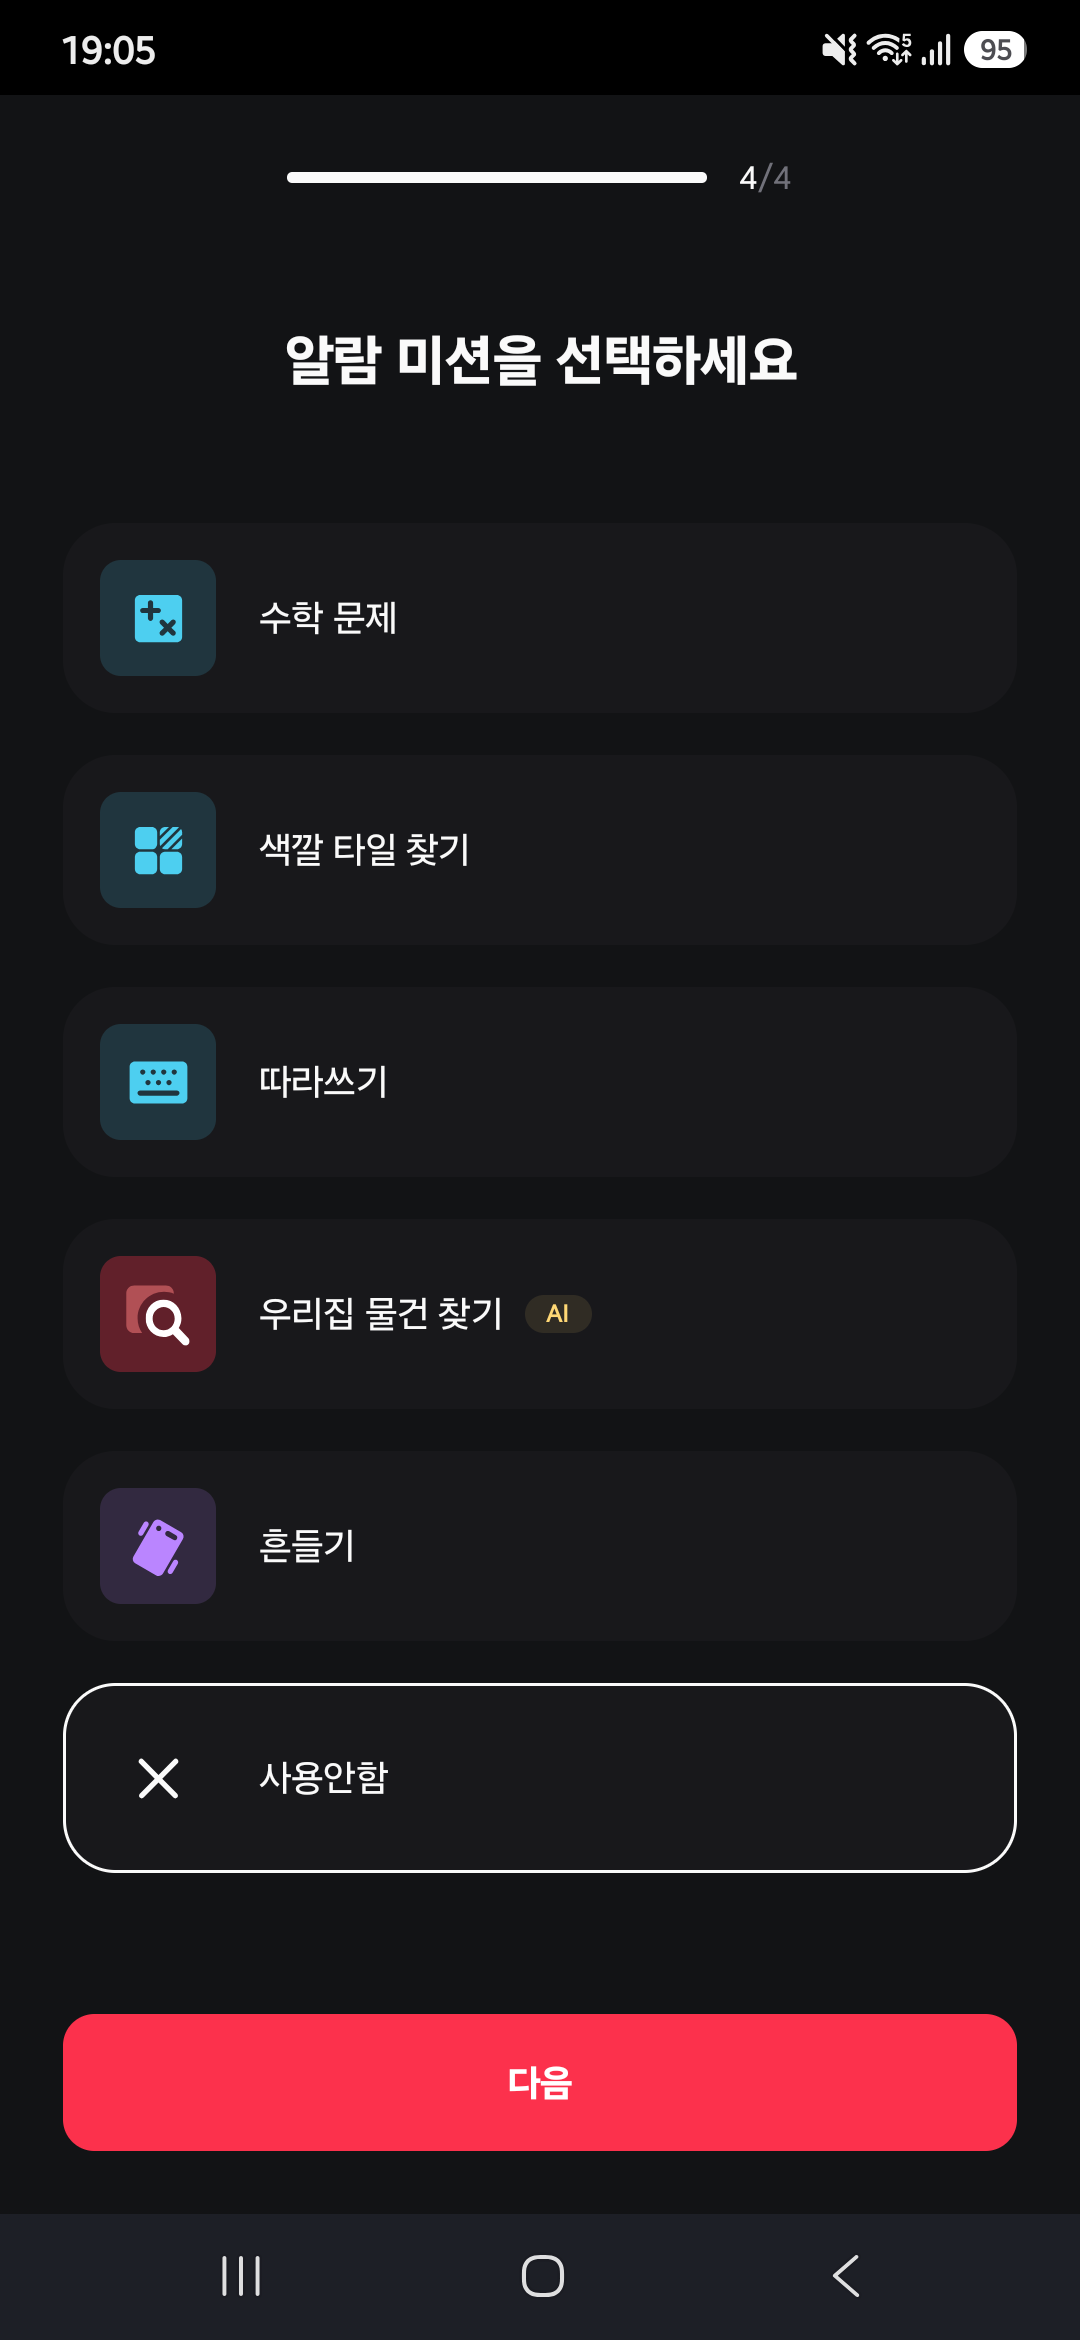 19:05
5
95
4/4
알람 미션을 선택하세요
수학 문제
색깔 타일 찾기
따라쓰기
우리집 물건 찾기 AI
흔들기
사용안함
다음